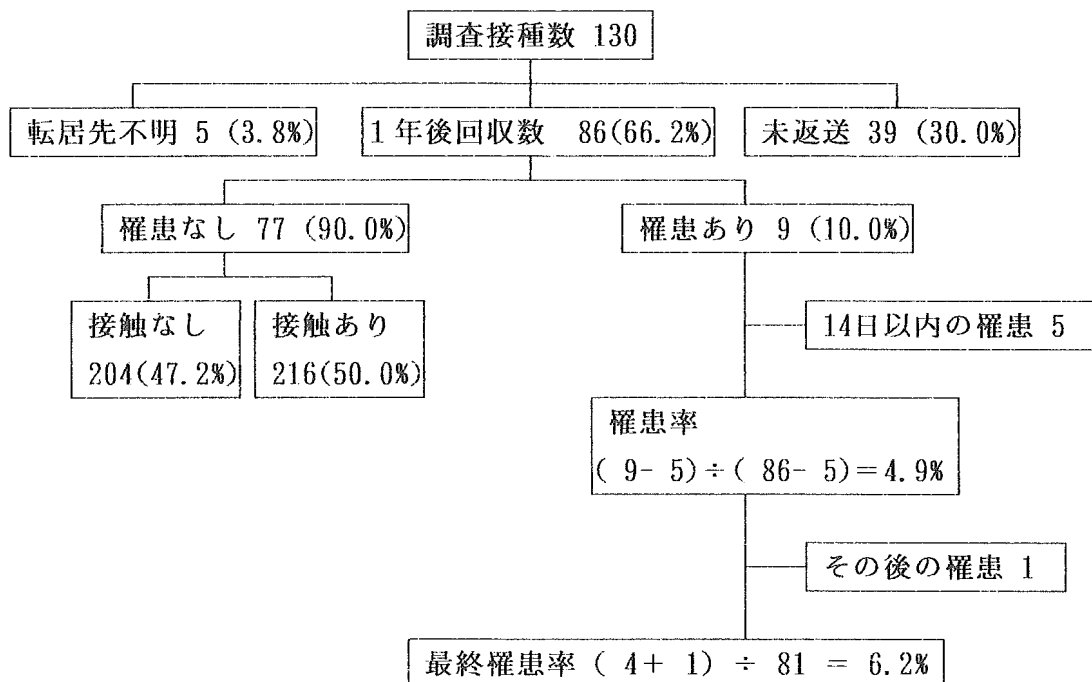 調査接種数 130
転居先不明 5 (3.8%)
1年後回収数 86(66.2%)
未返送 39 (30.0%)
罹患なし 77 (90.0%)
罹患あり 9 (10.0%)
接触なし
204(47.2%)
接触あり
216(50.0%)
14日以内の罹患 5
罹患率
( 9- 5)÷( 86- 5)=4.9%
その後の罹患 1
最終罹患率 ( 4+ 1) ÷ 81 = 6.2%